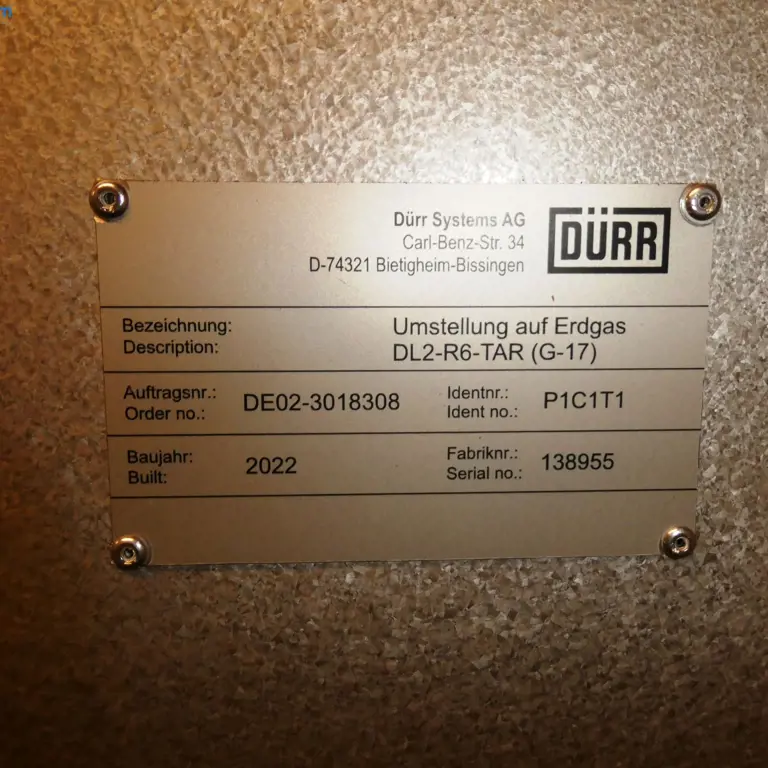 Dürr Systems AG
Carl-Benz-Str. 34
D-74321 Bietigheim-Bissingen
DÜRR
Bezeichnung: Umstellung auf Erdgas
Description: DL2-R6-TAR (G-17)
Auftragsnr.: Identnr.:
Order no.: DE02-3018308 Ident no.: P1C1T1
Baujahr: Fabriknr.:
Built: 2022 Serial no.: 138955